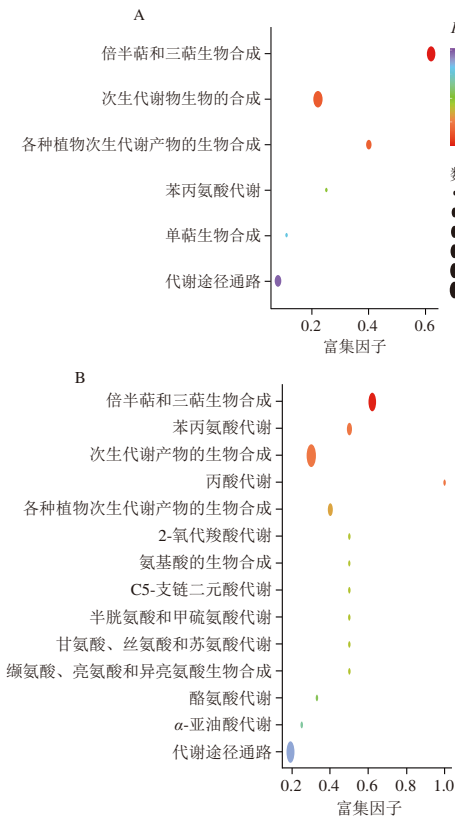 A
倍半萜和三萜生物合成
次生代谢物生物的合成
各种植物次生代谢产物的生物合成
苯丙氨酸代谢
单萜生物合成
代谢途径通路
0.2 0.4 0.6
富集因子
B
倍半萜和三萜生物合成
苯丙氨酸代谢
次生代谢产物的生物合成
丙酸代谢
各种植物次生代谢产物的生物合成
2-氧代羧酸代谢
氨基酸的生物合成
C5-支链二元酸代谢
半胱氨酸和甲硫氨酸代谢
甘氨酸、丝氨酸和苏氨酸代谢
缬氨酸、亮氨酸和异亮氨酸生物合成
酪氨酸代谢
α-亚油酸代谢
代谢途径通路
0.2 0.4 0.6 0.8 1.0
富集因子